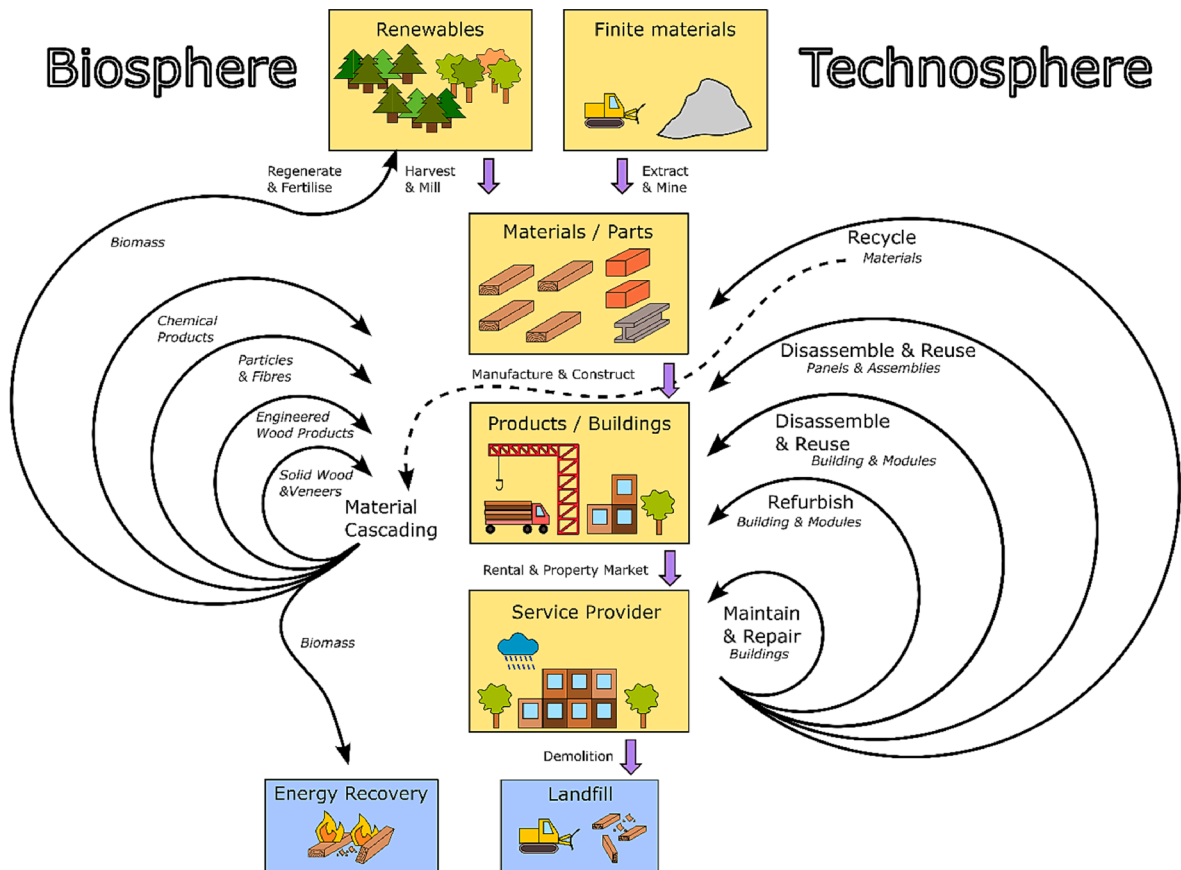 Biosphere
Renewables
Finite materials
Technosphere
Regenerate
& Fertilise
Harvest
& Mill
Extract
& Mine
Biomass
Materials / Parts
Recycle
Materials
Chemical
Products
Particles
& Fibres
Manufacture & Construct
Disassemble & Reuse
Panels & Assemblies
Engineered
Wood Products
Products / Buildings
Disassemble
& Reuse
Building & Modules
Solid Wood
&Veneers
Material
Cascading
Refurbish
Building & Modules
Rental & Property Market
Service Provider
Maintain
& Repair
Buildings
Biomass
Demolition
Energy Recovery
Landfill